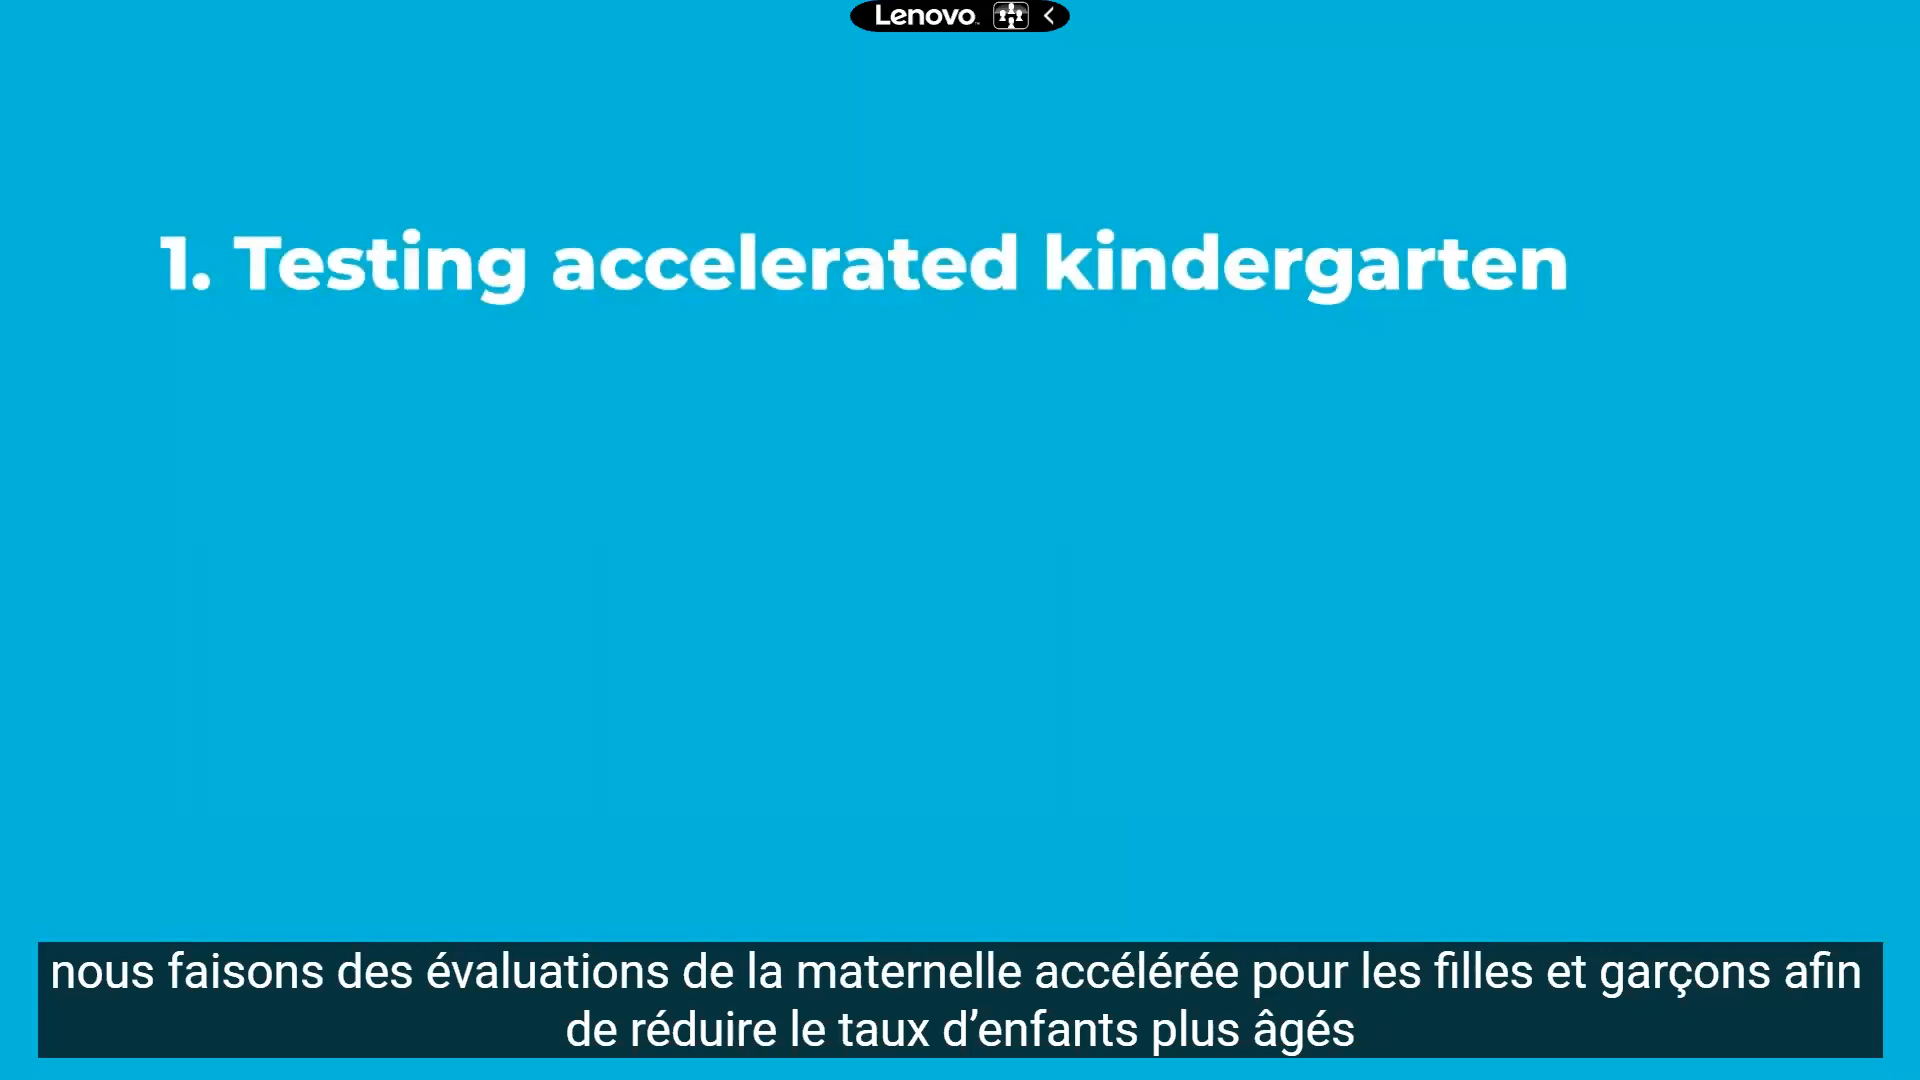 Lenovo
1. Testing accelerated kindergarten
nous faisons des évaluations de la maternelle accélérée pour les filles et garçons afin
de réduire le taux d’enfants plus âgés